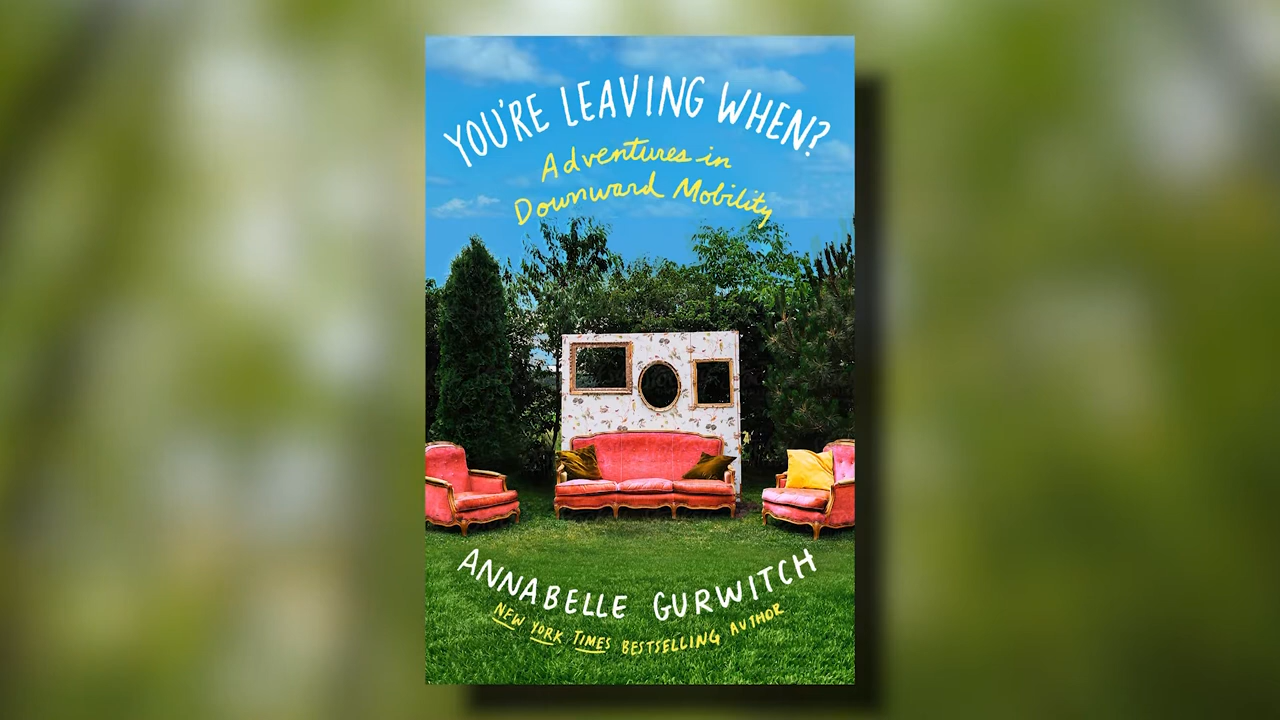 YOU'RE LEAVING WHEN?
Adventures in
Downward Mobility
ANNABELLE GURWITCH
NEW YORK TIMES BESTSELLING AUTHOR